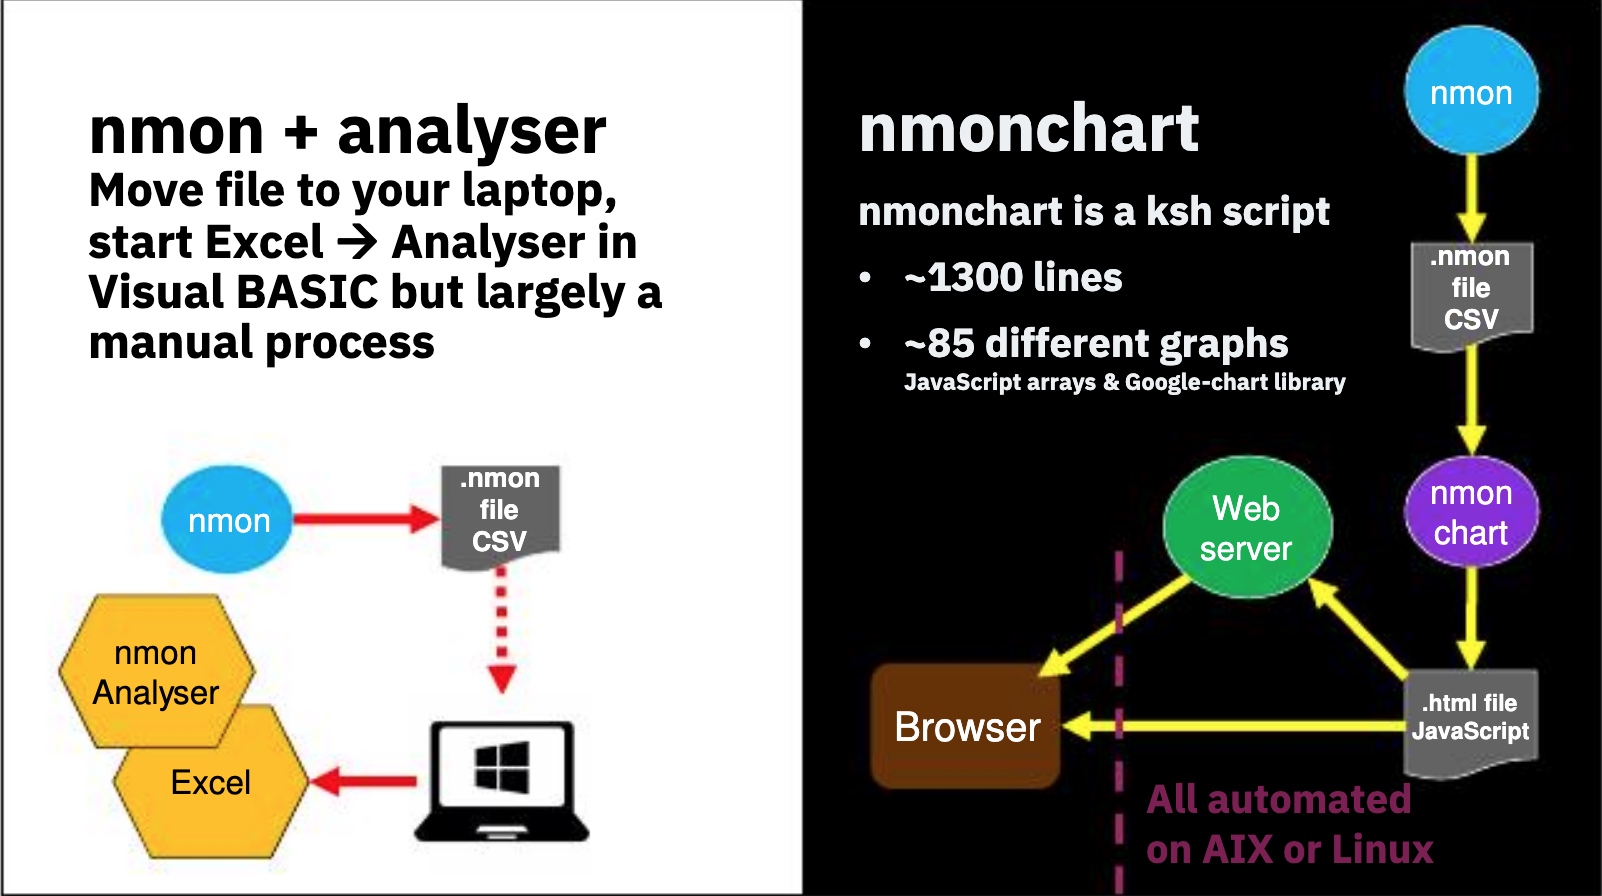 nmon + analyser
Move file to your laptop,
start Excel → Analyser in
Visual BASIC but largely a
manual process
nmon
.nmon
file
CSV
nmon
Analyser
Excel
nmonchart
nmonchart is a ksh script
• ~1300 lines
• ~85 different graphs
JavaScript arrays & Google-chart library
nmon
.nmon
file
CSV
nmon
chart
Web
server
Browser
.html file
JavaScript
All automated
on AIX or Linux